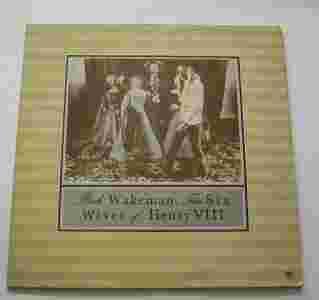 Rick Wakeman The Six
Wives of Henry VIII